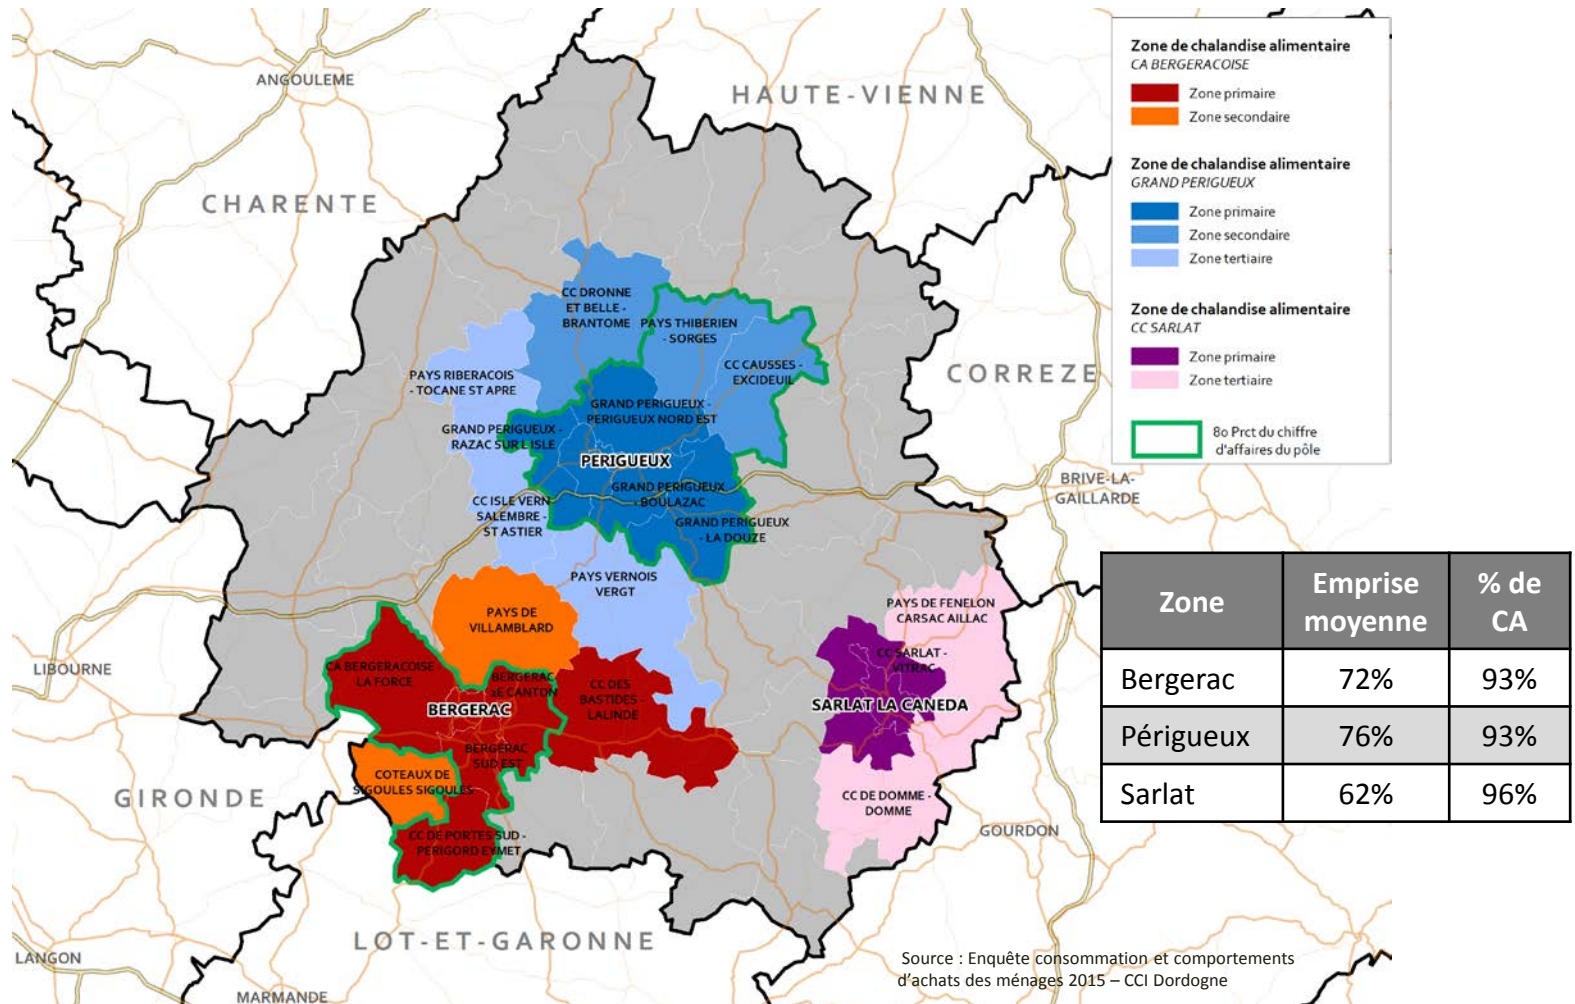 ANGOULEME
HAUTE-VIENNE
CHARENTE
CORREZE
BRIVE-LA-
GAILLARDE
LIBOURNE
GIRONDE
GOURDON
LOT-ET-GARONNE
LANGON
MARMANDE
CC DRONNE
ET BELLE -
BRANTOME
PAYS THIBERIEN
- SORGES
CC CAUSSES -
EXCIDEUIL
PAYS RIBERACOIS
- TOCANE ST APRE
GRAND PERIGUEUX -
PERIGUEUX NORD EST
GRAND PERIGUEUX -
RAZAC SUR L ISLE
PERIGUEUX
GRAND PERIGUEUX
- BOULAZAC
CC ISLE VERN
SALEMBRE -
ST ASTIER
GRAND PERIGUEUX
- LA DOUZE
PAYS VERNOIS
VERGT
PAYS DE
VILLAMBLARD
CA BERGERACOISE -
LA FORCE
BERGERAC
2E CANTON
BERGERAC
CC DES
BASTIDES -
LALINDE
BERGERAC
SUD EST
COTEAUX DE
SIGOULES SIGOULES
CC DE PORTES SUD -
PERIGORD EYMET
PAYS DE FENELON
CARSAC AILLAC
CC SARLAT -
VITRAC
SARLAT LA CANEDA
CC DE DOMME -
DOMME
Zone de chalandise alimentaire
CA BERGERACOISE
Zone primaire
Zone secondaire
Zone de chalandise alimentaire
GRAND PERIGUEUX
Zone primaire
Zone secondaire
Zone tertiaire
Zone de chalandise alimentaire
CC SARLAT
Zone primaire
Zone tertiaire
80 Prct du chiffre
d'affaires du pôle
Zone Emprise moyenne % de CA
Bergerac 72% 93%
Périgueux 76% 93%
Sarlat 62% 96%
Source : Enquête consommation et comportements
d'achats des ménages 2015 – CCI Dordogne